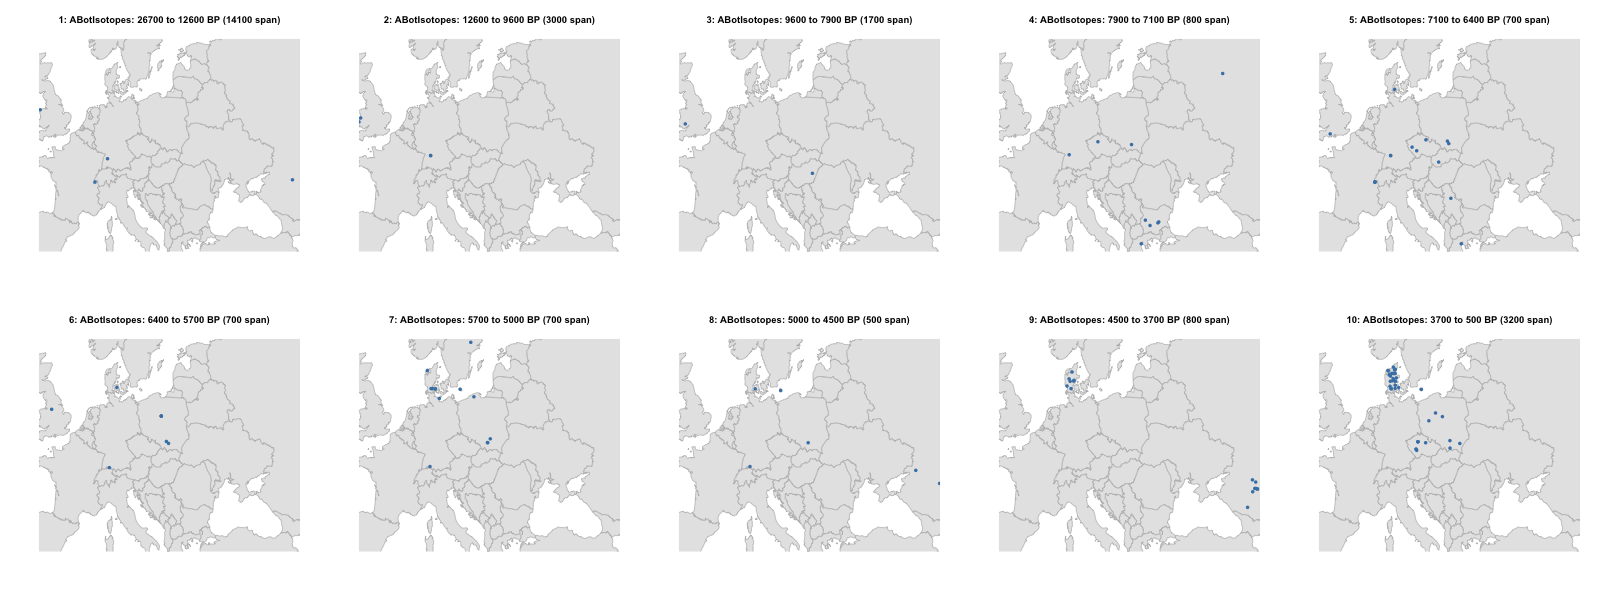 1: ABotIsotopes: 26700 to 12600 BP (14100 span)
2: ABotIsotopes: 12600 to 9600 BP (3000 span)
3: ABotIsotopes: 9600 to 7900 BP (1700 span)
4: ABotIsotopes: 7900 to 7100 BP (800 span)
5: ABotIsotopes: 7100 to 6400 BP (700 span)
6: ABotIsotopes: 6400 to 5700 BP (700 span)
7: ABotIsotopes: 5700 to 5000 BP (700 span)
8: ABotIsotopes: 5000 to 4500 BP (500 span)
9: ABotIsotopes: 4500 to 3700 BP (800 span)
10: ABotIsotopes: 3700 to 500 BP (3200 span)